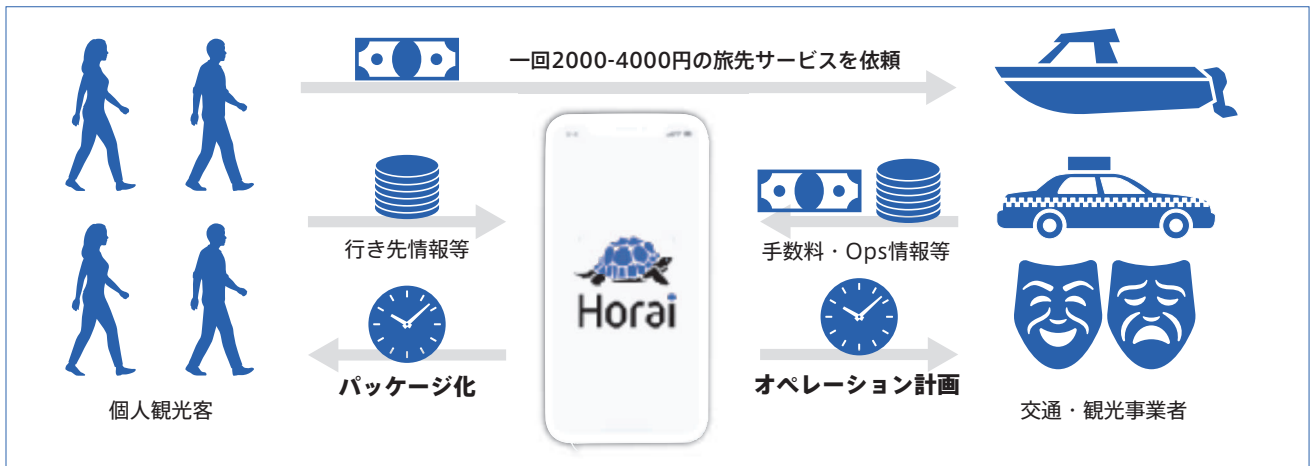 一回2000-4000円の旅先サービスを依頼
行き先情報等
手数料・Ops情報等
Horai
パッケージ化
オペレーション計画
個人観光客
交通・観光事業者